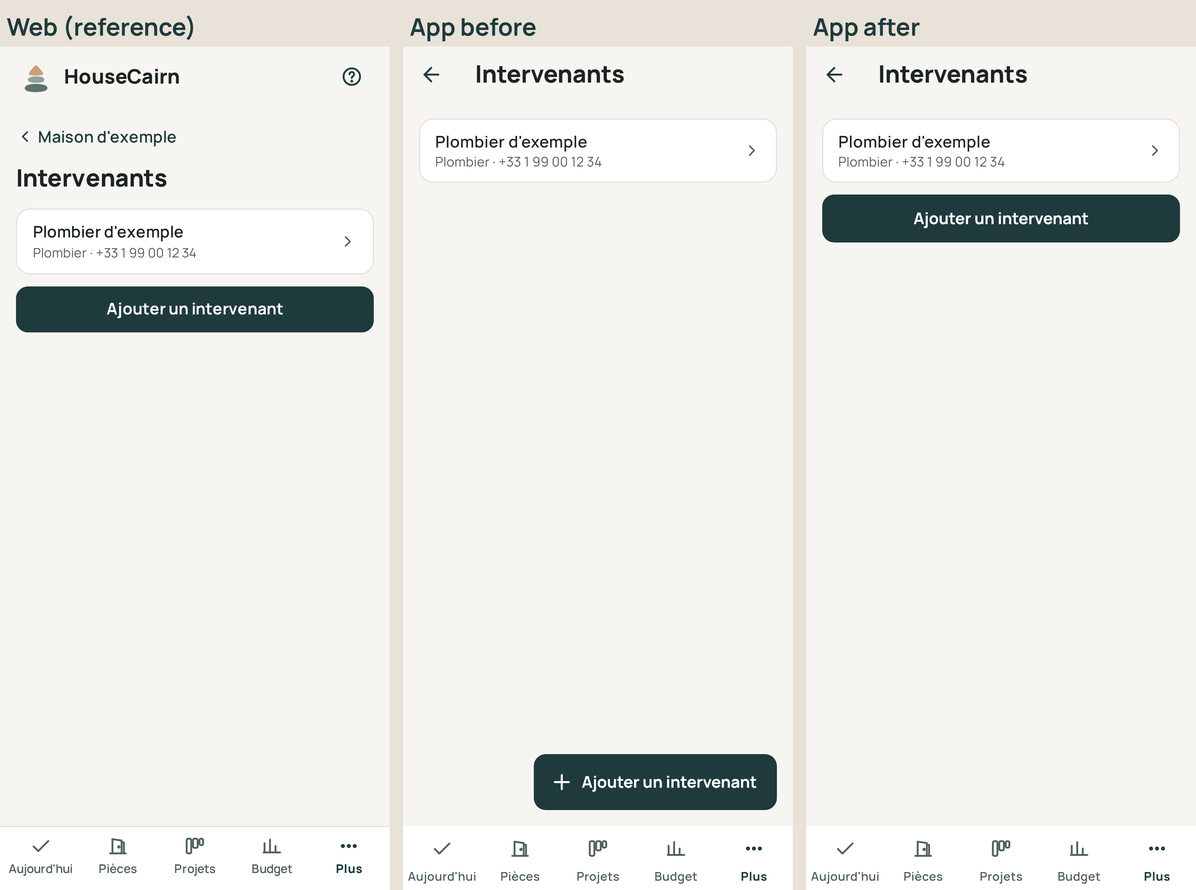 Web (reference)
HouseCairn
Maison d'exemple
Intervenants
Plombier d'exemple
Plombier · +33 1 99 00 12 34
Ajouter un intervenant
Aujourd'hui
Pièces
Projets
Budget
Plus
App before
Intervenants
Plombier d'exemple
Plombier · +33 1 99 00 12 34
Ajouter un intervenant
Aujourd'hui
Pièces
Projets
Budget
Plus
App after
Intervenants
Plombier d'exemple
Plombier · +33 1 99 00 12 34
Ajouter un intervenant
Aujourd'hui
Pièces
Projets
Budget
Plus